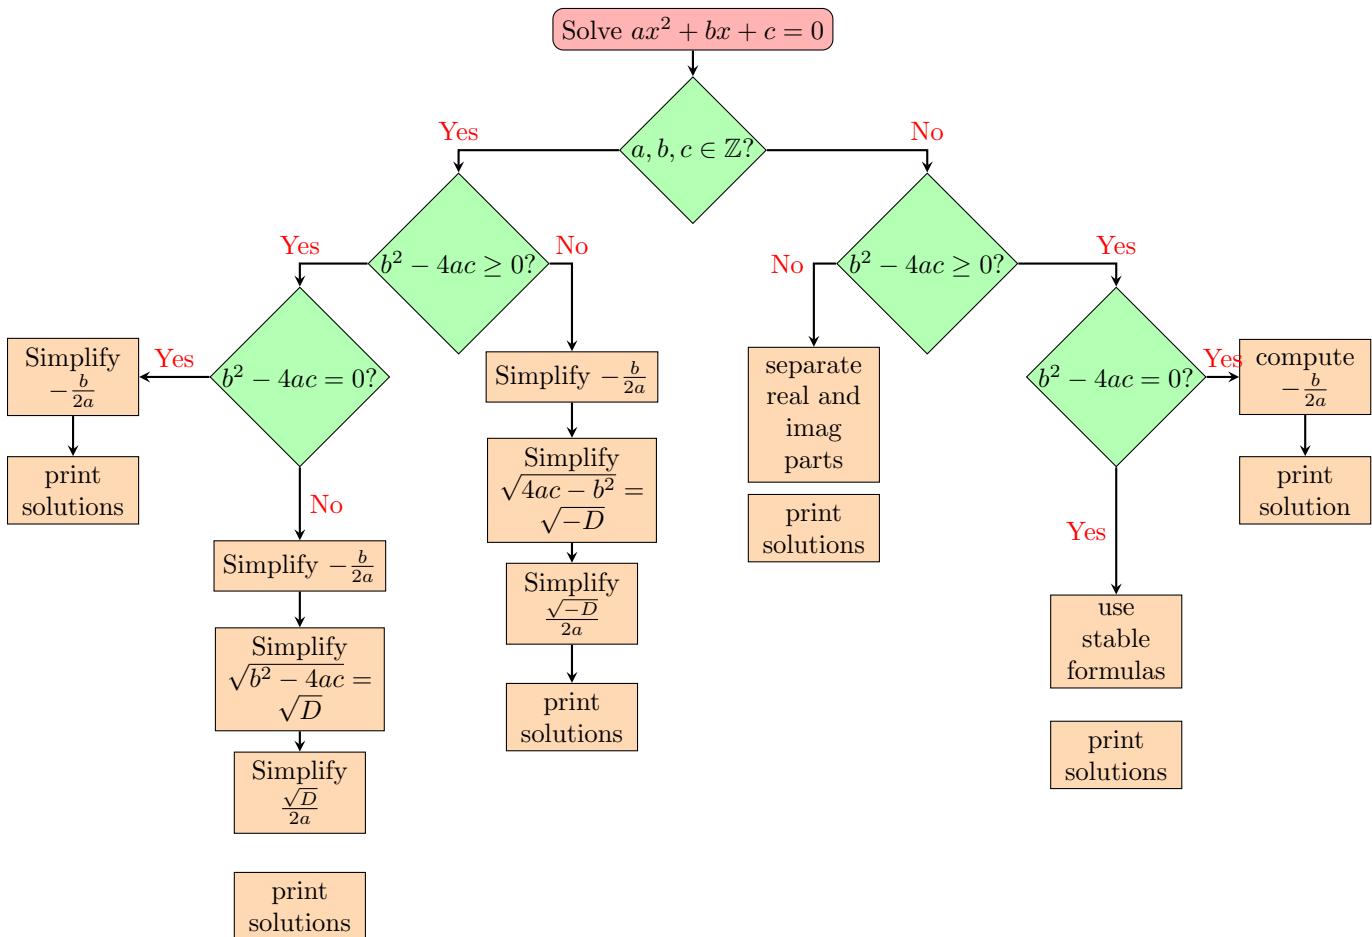 Solve ax² + bx + c = 0
a, b, c ∈ ℤ?
Yes
No
b² − 4ac ≥ 0?
b² − 4ac ≥ 0?
Yes
No
No
Yes
b² − 4ac = 0?
b² − 4ac = 0?
Yes
Simplify
−b/2a
print
solutions
No
Simplify −b/2a
Simplify
√(b² − 4ac) =
√D
Simplify
√D/2a
print
solutions
Simplify −b/2a
Simplify
√(4ac − b²) =
√−D
Simplify
√−D/2a
print
solutions
separate
real and
imag
parts
print
solutions
Yes
use
stable
formulas
print
solutions
Yes
compute
−b/2a
print
solution